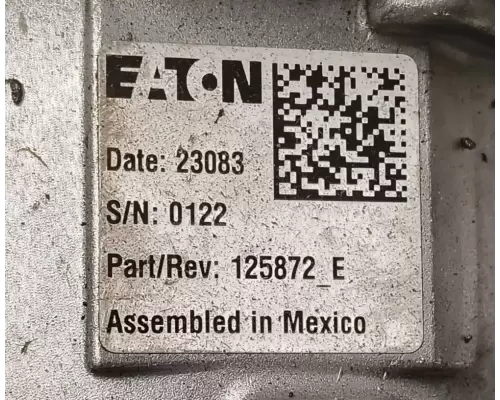 EATON
Date: 23083
S/N: 0122
Part/Rev: 125872_E
Assembled in Mexico